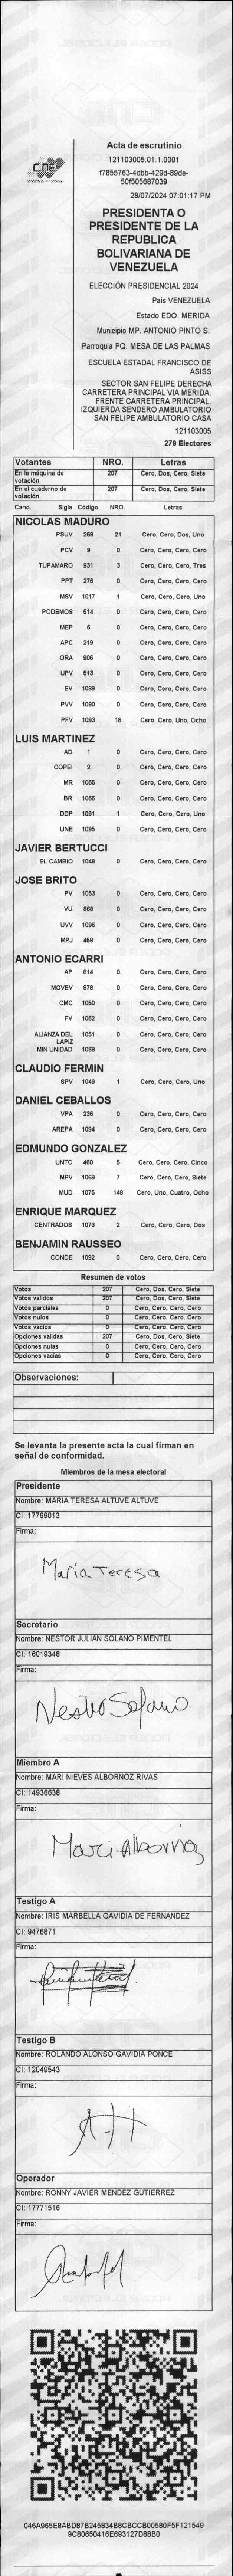 CNE
Acta de escrutinio
121103005.01.1.0001
f7855763-4dbb-429d-89de-
50f505687039
28/07/2024 07:01:17 PM
PRESIDENTA O
PRESIDENTE DE LA
REPUBLICA
BOLIVARIANA DE
VENEZUELA
ELECCIÓN PRESIDENCIAL 2024
Pais VENEZUELA
Estado EDO. MERIDA
Municipio MP. ANTONIO PINTO S.
Parroquia PQ. MESA DE LAS PALMAS
ESCUELA ESTADAL FRANCISCO DE
ASISS
SECTOR SAN FELIPE DERECHA
CARRETERA PRINCIPAL VIA MERIDA.
FRENTE CARRETERA PRINCIPAL.
IZQUIERDA SENDERO AMBULATORIO
SAN FELIPE AMBULATORIO CASA
121103005
279 Electores
Votantes NRO. Letras
En la máquina de votación 207 Cero, Dos, Cero, Siete
En el cuaderno de votación 207 Cero, Dos, Cero, Siete
Cand. Sigla Código NRO. Letras
NICOLAS MADURO
PSUV 269 21 Cero, Cero, Dos, Uno
PCV 9 0 Cero, Cero, Cero, Cero
TUPAMARO 931 3 Cero, Cero, Cero, Tres
PPT 276 0 Cero, Cero, Cero, Cero
MSV 1017 1 Cero, Cero, Cero, Uno
PODEMOS 514 0 Cero, Cero, Cero, Cero
MEP 6 0 Cero, Cero, Cero, Cero
APC 219 0 Cero, Cero, Cero, Cero
ORA 906 0 Cero, Cero, Cero, Cero
UPV 513 0 Cero, Cero, Cero, Cero
EV 1089 0 Cero, Cero, Cero, Cero
PVV 1090 0 Cero, Cero, Cero, Cero
PFV 1093 18 Cero, Cero, Uno, Ocho
LUIS MARTINEZ
AD 1 0 Cero, Cero, Cero, Cero
COPEI 2 0 Cero, Cero, Cero, Cero
MR 1065 0 Cero, Cero, Cero, Cero
BR 1066 0 Cero, Cero, Cero, Cero
DDP 1091 1 Cero, Cero, Cero, Uno
UNE 1095 0 Cero, Cero, Cero, Cero
JAVIER BERTUCCI
EL CAMBIO 1048 0 Cero, Cero, Cero, Cero
JOSE BRITO
PV 1053 0 Cero, Cero, Cero, Cero
VU 868 0 Cero, Cero, Cero, Cero
UVV 1096 0 Cero, Cero, Cero, Cero
MPJ 459 0 Cero, Cero, Cero, Cero
ANTONIO ECARRI
AP 814 0 Cero, Cero, Cero, Cero
MOVEV 879 0 Cero, Cero, Cero, Cero
CMC 1050 0 Cero, Cero, Cero, Cero
FV 1062 0 Cero, Cero, Cero, Cero
ALIANZA DEL LAPIZ 1051 0 Cero, Cero, Cero, Cero
MIN UNIDAD 1068 0 Cero, Cero, Cero, Cero
CLAUDIO FERMIN
SPV 1049 1 Cero, Cero, Cero, Uno
DANIEL CEBALLOS
VPA 236 0 Cero, Cero, Cero, Cero
AREPA 1094 0 Cero, Cero, Cero, Cero
EDMUNDO GONZALEZ
UNTC 460 5 Cero, Cero, Cero, Cinco
MPV 1069 7 Cero, Cero, Cero, Siete
MUD 1075 148 Cero, Uno, Cuatro, Ocho
ENRIQUE MARQUEZ
CENTRADOS 1073 2 Cero, Cero, Cero, Dos
BENJAMIN RAUSSEO
CONDE 1092 0 Cero, Cero, Cero, Cero
Resumen de votos
Votos 207 Cero, Dos, Cero, Siete
Votos validos 207 Cero, Dos, Cero, Siete
Votos parciales 0 Cero, Cero, Cero, Cero
Votos nulos 0 Cero, Cero, Cero, Cero
Votos vacios 0 Cero, Cero, Cero, Cero
Opciones validas 207 Cero, Dos, Cero, Siete
Opciones nulas 0 Cero, Cero, Cero, Cero
Opciones vacias 0 Cero, Cero, Cero, Cero
Observaciones:
Se levanta la presente acta la cual firman en
señal de conformidad.
Miembros de la mesa electoral
Presidente
Nombre: MARIA TERESA ALTUVE ALTUVE
CI: 17769013
Firma:
Maria Teresa
Secretario
Nombre: NESTOR JULIAN SOLANO PIMENTEL
CI: 16019348
Firma:
Nestor Solano
Miembro A
Nombre: MARI NIEVES ALBORNOZ RIVAS
CI: 14936638
Firma:
Mari Albornoz
Testigo A
Nombre: IRIS MARBELLA GAVIDIA DE FERNANDEZ
CI: 9476871
Firma:
Testigo B
Nombre: ROLANDO ALONSO GAVIDIA PONCE
CI: 12049543
Firma:
Operador
Nombre: RONNY JAVIER MENDEZ GUTIERREZ
CI: 17771516
Firma:
046A965E8ABD87B245834B8CBCCB00580F5F121549
9C80650416E693127D88B0